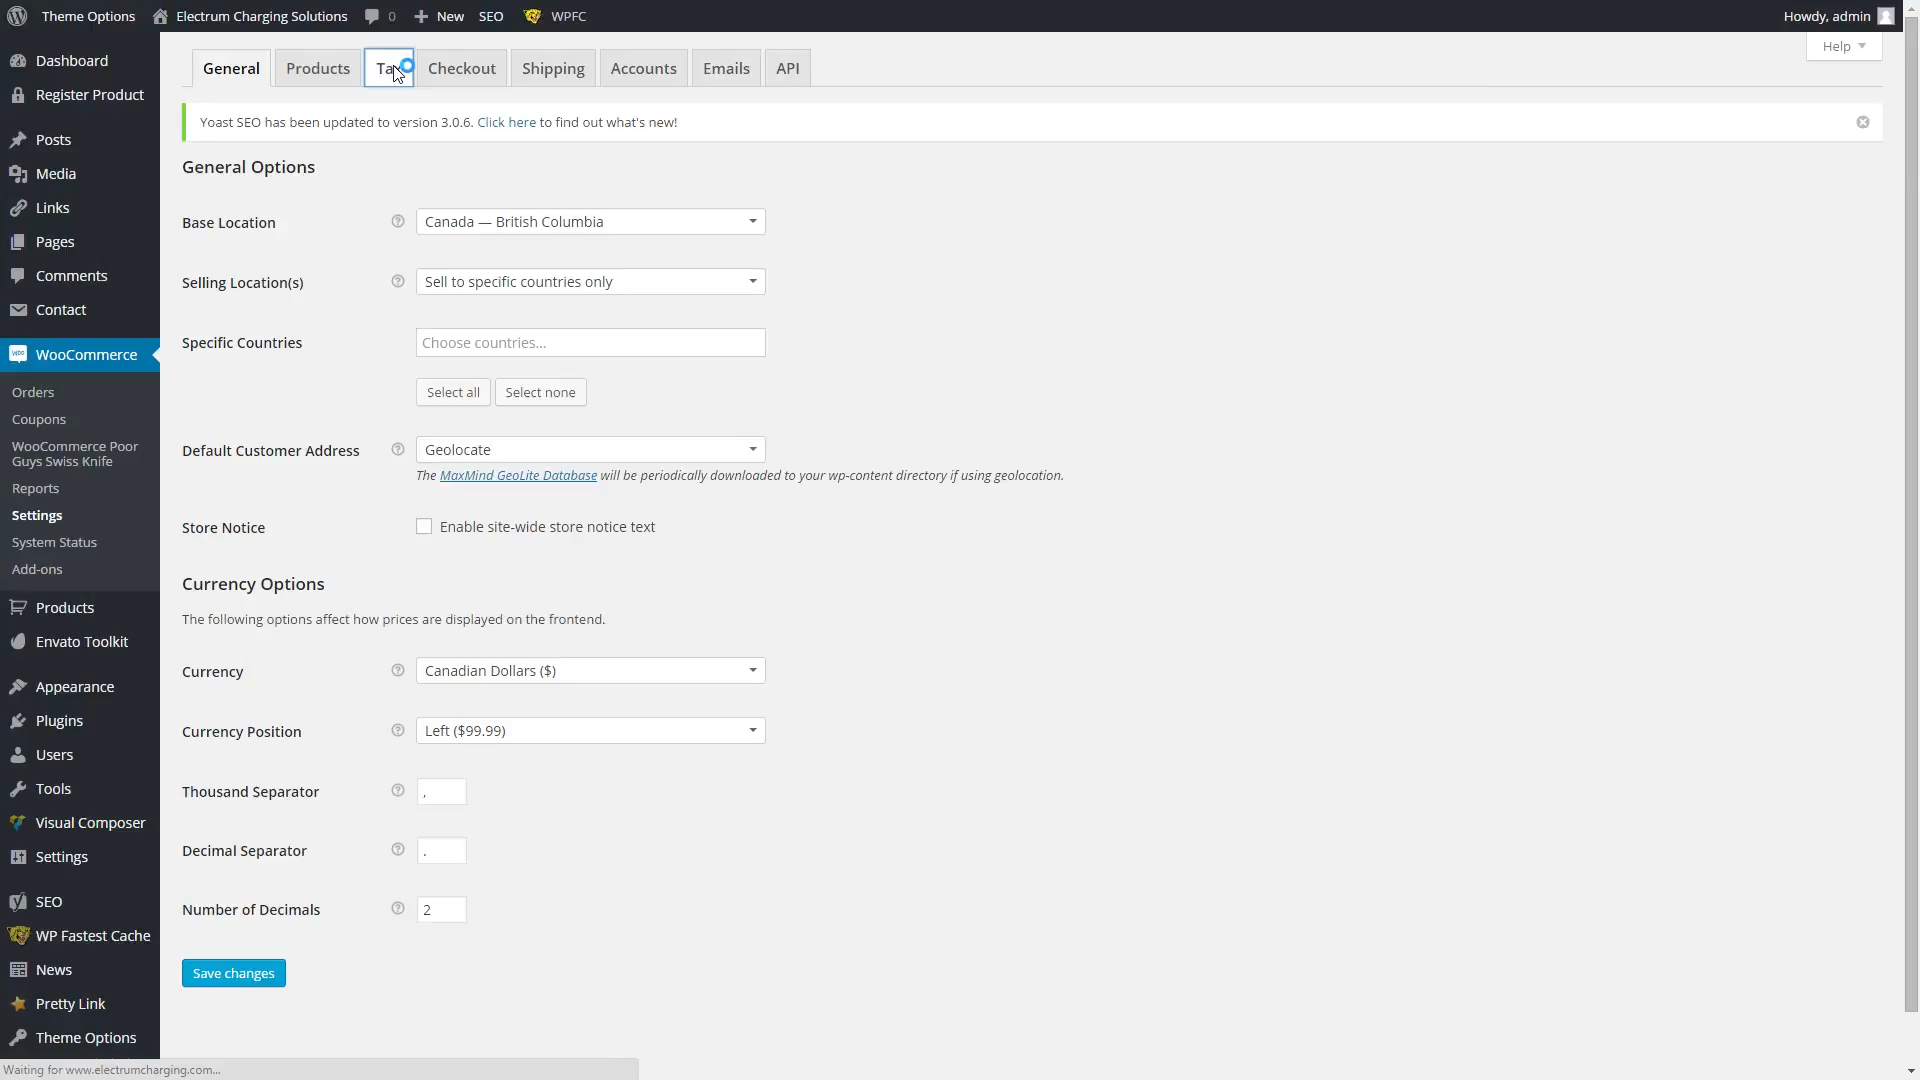 Theme Options
Electrum Charging Solutions
0
New
SEO
WPFC
Howdy, admin
Help
Dashboard
Register Product
Posts
Media
Links
Pages
Comments
Contact
WooCommerce
Orders
Coupons
WooCommerce Poor
Guys Swiss Knife
Reports
Settings
System Status
Add-ons
Products
Envato Toolkit
Appearance
Plugins
Users
Tools
Visual Composer
Settings
SEO
WP Fastest Cache
News
Pretty Link
Theme Options
General
Products
Checkout
Shipping
Accounts
Emails
API
Yoast SEO has been updated to version 3.0.6. Click here to find out what's new!
General Options
Base Location
Canada — British Columbia
Selling Location(s)
Sell to specific countries only
Specific Countries
Choose countries...
Select all
Select none
Default Customer Address
Geolocate
The MaxMind GeoLite Database will be periodically downloaded to your wp-content directory if using geolocation.
Store Notice
Enable site-wide store notice text
Currency Options
The following options affect how prices are displayed on the frontend.
Currency
Canadian Dollars ($)
Currency Position
Left ($99.99)
Thousand Separator
,
Decimal Separator
.
Number of Decimals
2
Save changes
Waiting for www.electrumcharging.com...